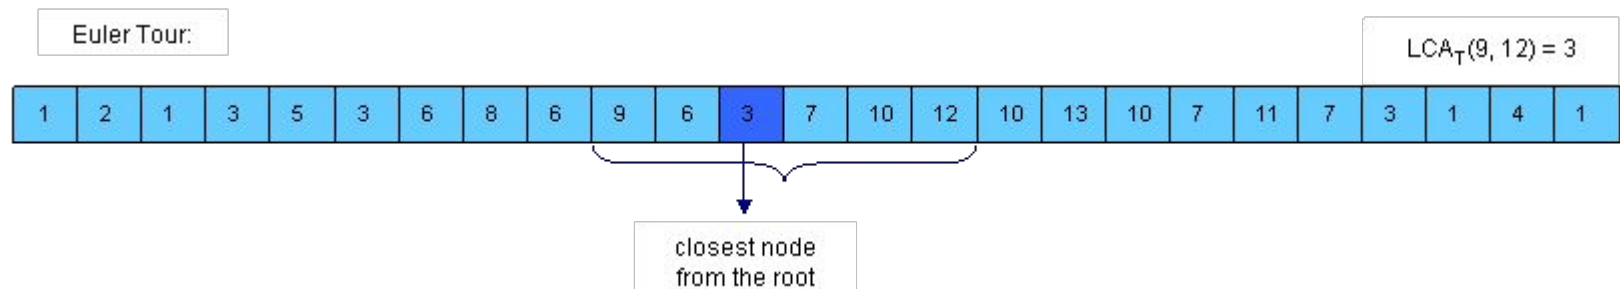 Euler Tour:
LCA_T(9, 12) = 3
1 2 1 3 5 3 6 8 6 9 6 3 7 10 12 10 13 10 7 11 7 3 1 4 1
closest node
from the root